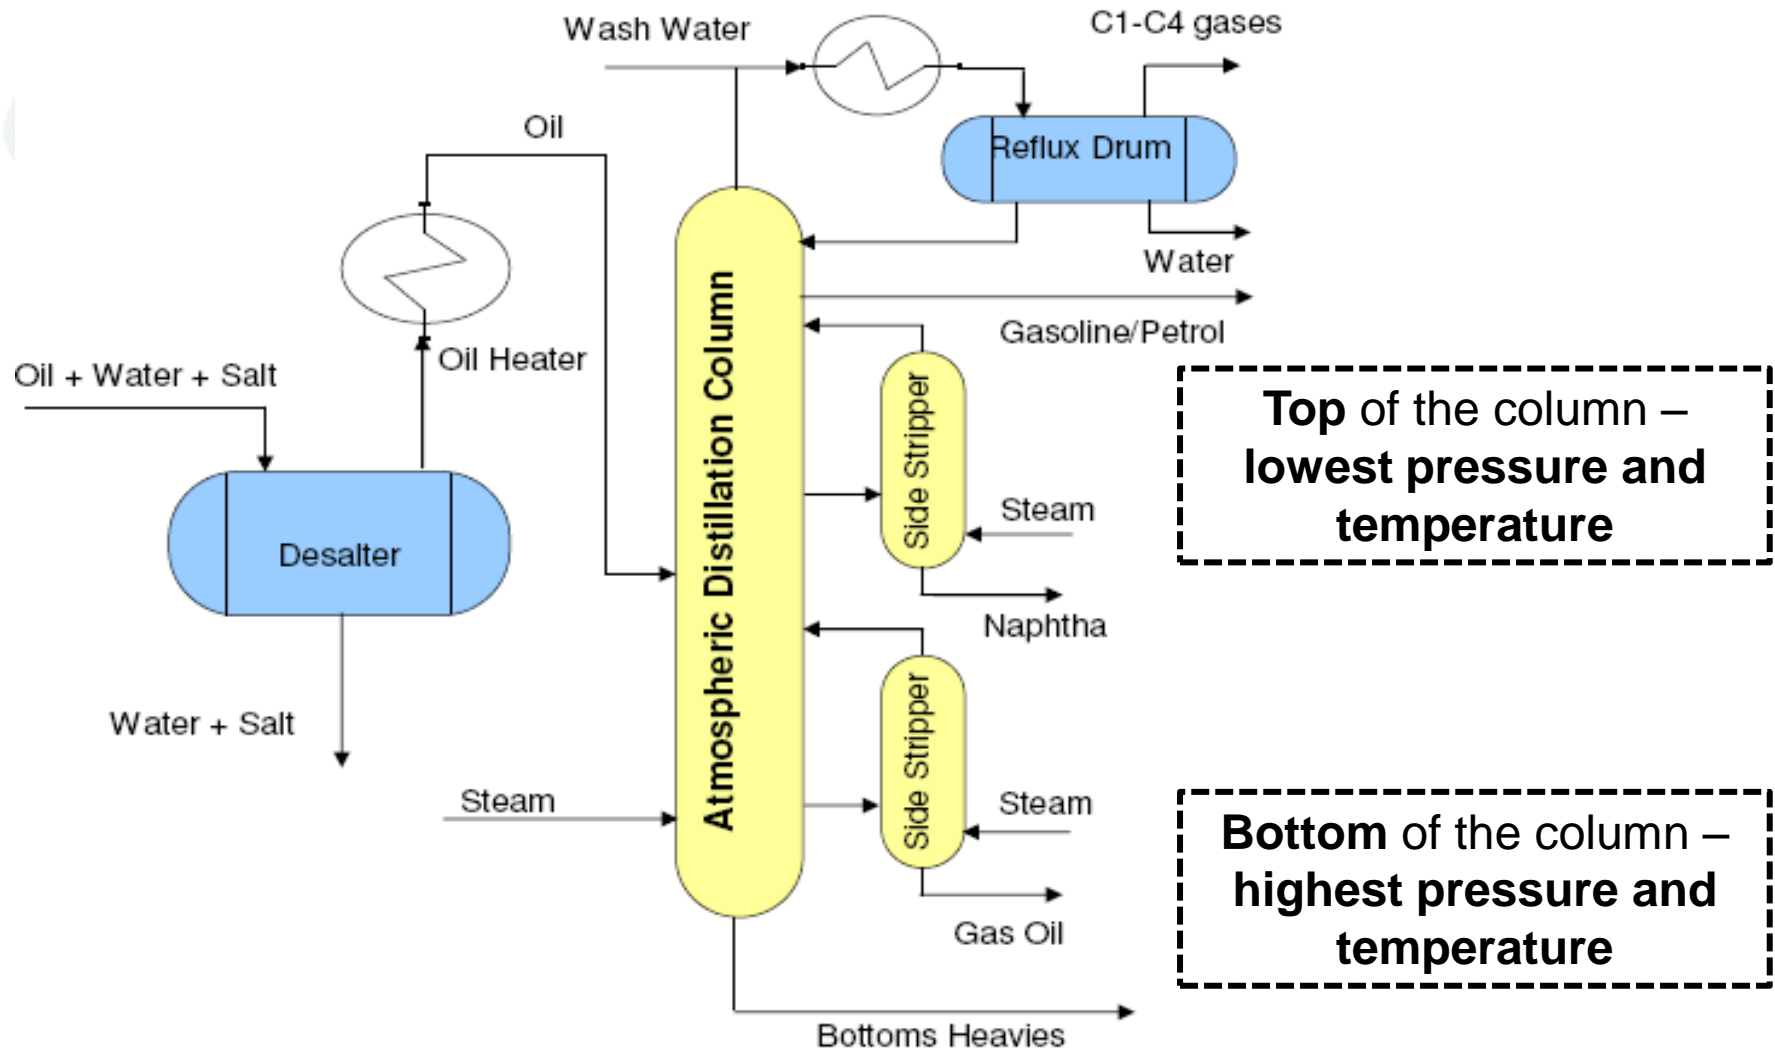 Wash Water
C1-C4 gases
Oil
Reflux Drum
Water
Gasoline/Petrol
Oil Heater
Oil + Water + Salt
Desalter
Water + Salt
Atmospheric Distillation Column
Side Stripper
Steam
Naphtha
Side Stripper
Steam
Steam
Gas Oil
Bottoms Heavies
Top of the column –
lowest pressure and
temperature
Bottom of the column –
highest pressure and
temperature